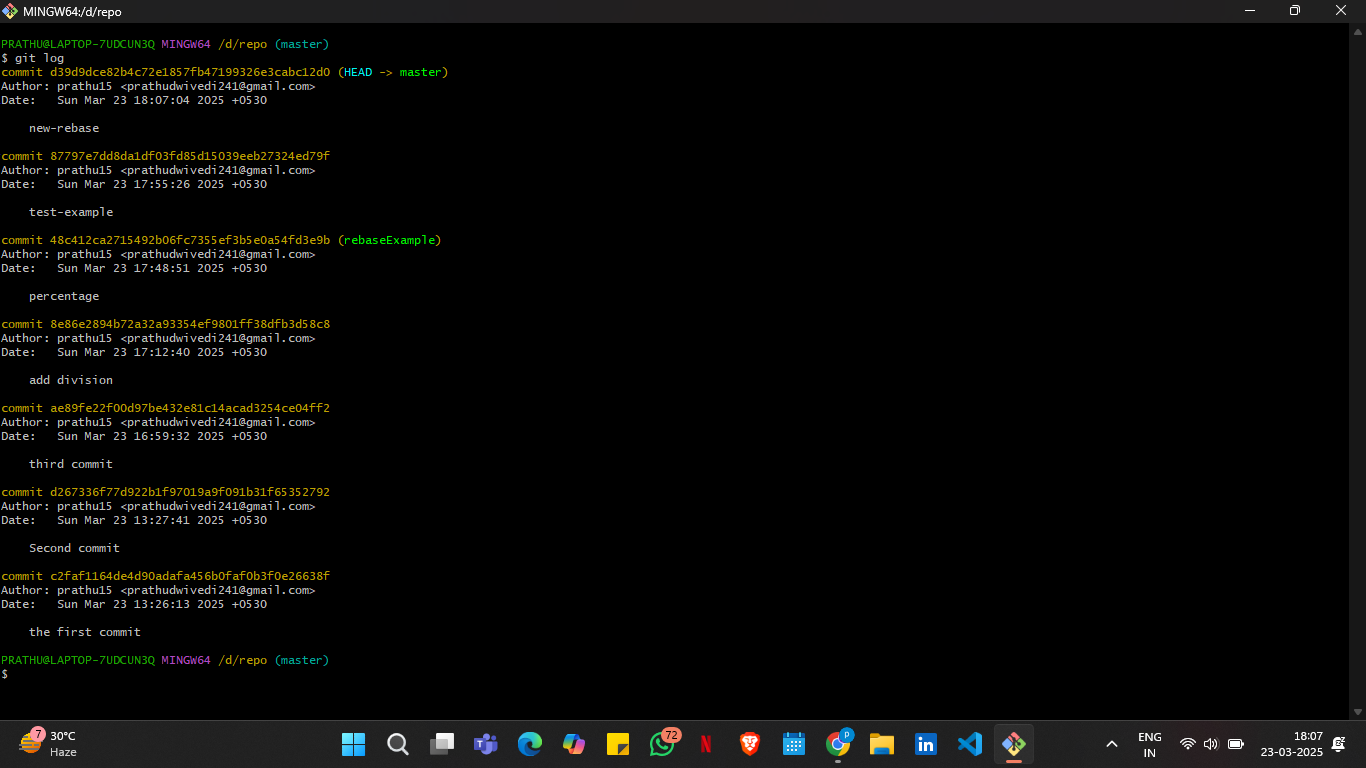 MINGW64:/d/repo
PRATHU@LAPTOP-7UDCUN3Q MINGW64 /d/repo (master)
$ git log
commit d39d9dce82b4c72e1857fb47199326e3cabc12d0 (HEAD -> master)
Author: prathu15 <prathudwivedi241@gmail.com>
Date:   Sun Mar 23 18:07:04 2025 +0530
new-rebase
commit 87797e7dd8da1df03fd85d15039eeb27324ed79f
Author: prathu15 <prathudwivedi241@gmail.com>
Date:   Sun Mar 23 17:55:26 2025 +0530
test-example
commit 48c412ca2715492b06fc7355ef3b5e0a54fd3e9b (rebaseExample)
Author: prathu15 <prathudwivedi241@gmail.com>
Date:   Sun Mar 23 17:48:51 2025 +0530
percentage
commit 8e86e2894b72a32a93354ef9801ff38dfb3d58c8
Author: prathu15 <prathudwivedi241@gmail.com>
Date:   Sun Mar 23 17:12:40 2025 +0530
add division
commit ae89fe22f00d97be432e81c14acad3254ce04ff2
Author: prathu15 <prathudwivedi241@gmail.com>
Date:   Sun Mar 23 16:59:32 2025 +0530
third commit
commit d267336f77d922b1f97019a9f091b31f65352792
Author: prathu15 <prathudwivedi241@gmail.com>
Date:   Sun Mar 23 13:27:41 2025 +0530
Second commit
commit c2faf1164de4d90adafa456b0faf0b3f0e26638f
Author: prathu15 <prathudwivedi241@gmail.com>
Date:   Sun Mar 23 13:26:13 2025 +0530
the first commit
PRATHU@LAPTOP-7UDCUN3Q MINGW64 /d/repo (master)
$
7
30°C
Haze
72
N
P
in
ENG
IN
18:07
23-03-2025